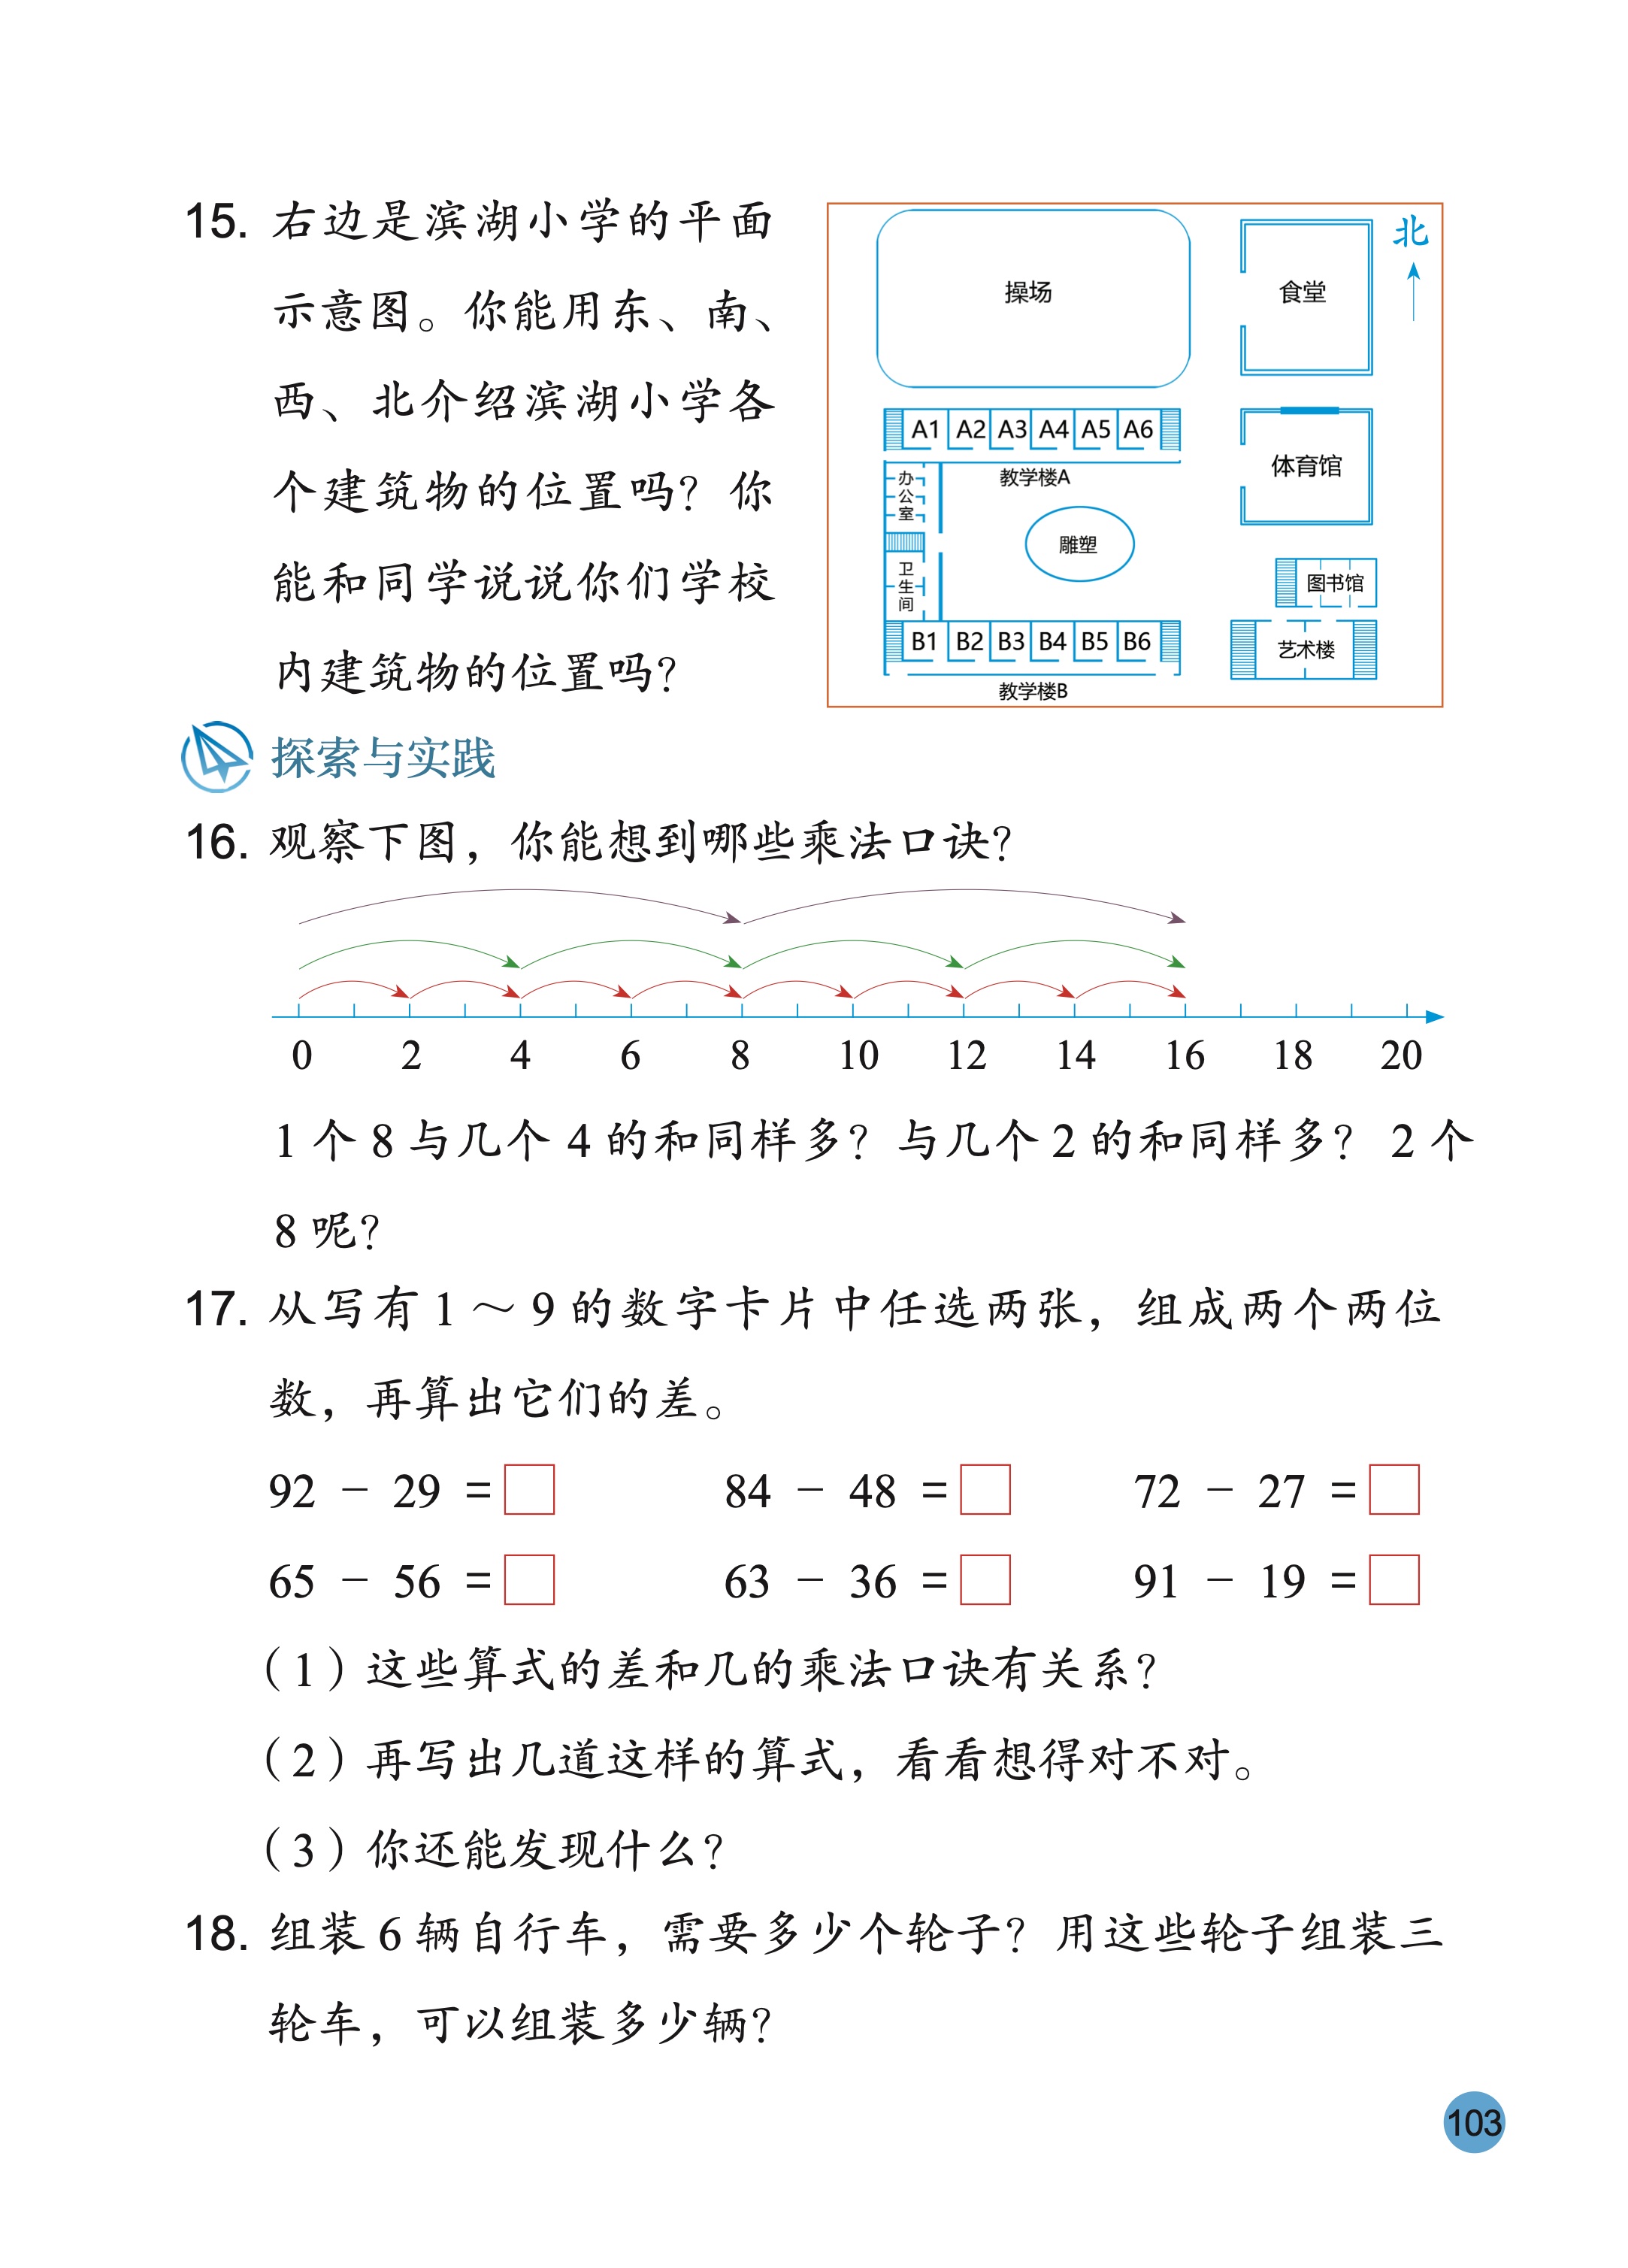 15. 右边是滨湖小学的平面
示意图。你能用东、南、
西、北介绍滨湖小学各
个建筑物的位置吗？你
能和同学说说你们学校
内建筑物的位置吗？
北
操场
食堂
A1 A2 A3 A4 A5 A6
教学楼A
体育馆
办公室
雕塑
卫生间
图书馆
B1 B2 B3 B4 B5 B6
艺术楼
教学楼B
探索与实践
16. 观察下图，你能想到哪些乘法口诀？
0 2 4 6 8 10 12 14 16 18 20
1 个 8 与几个 4 的和同样多？与几个 2 的和同样多？ 2 个
8 呢？
17. 从写有 1 ～ 9 的数字卡片中任选两张，组成两个两位
数，再算出它们的差。
92 － 29 ＝□ 84 － 48 ＝□ 72 － 27 ＝□
65 － 56 ＝□ 63 － 36 ＝□ 91 － 19 ＝□
（1）这些算式的差和几的乘法口诀有关系？
（2）再写出几道这样的算式，看看想得对不对。
（3）你还能发现什么？
18. 组装 6 辆自行车，需要多少个轮子？用这些轮子组装三
轮车，可以组装多少辆？
103